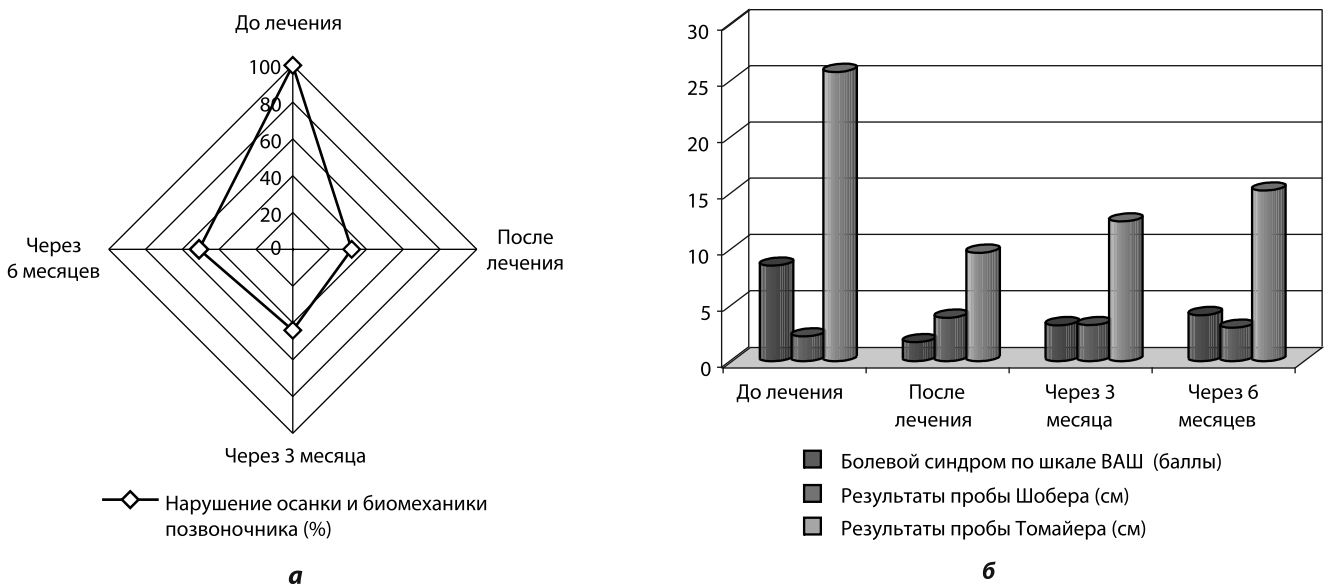 До лечения
100
80
60
40
20
0
Через
6 месяцев
После
лечения
Через 3 месяца
Нарушение осанки и биомеханики
позвоночника (%)
а
30
25
20
15
10
5
0
До лечения
После
лечения
Через 3
месяца
Через 6
месяцев
Болевой синдром по шкале ВАШ (баллы)
Результаты пробы Шобера (см)
Результаты пробы Томайера (см)
б